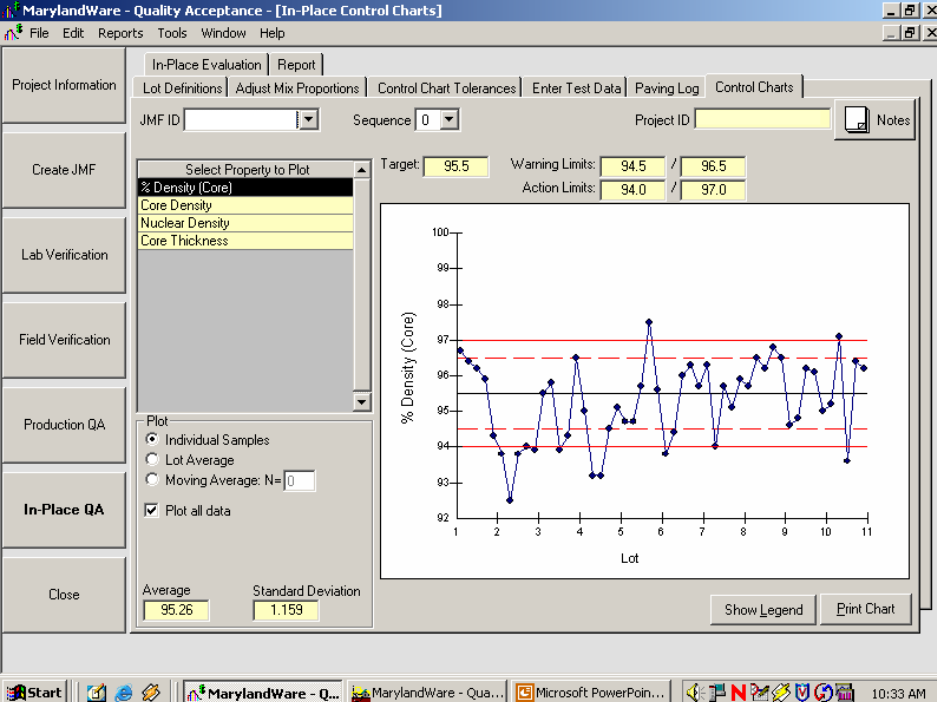 MarylandWare - Quality Acceptance - [In-Place Control Charts]
File Edit Reports Tools Window Help
Project Information
Create JMF
Lab Verification
Field Verification
Production QA
In-Place QA
Close
In-Place Evaluation Report
Lot Definitions Adjust Mix Proportions Control Chart Tolerances Enter Test Data Paving Log Control Charts
JMF ID Sequence 0 Project ID Notes
Select Property to Plot
% Density (Core)
Core Density
Nuclear Density
Core Thickness
Target: 95.5 Warning Limits: 94.5 / 96.5
Action Limits: 94.0 / 97.0
Plot
Individual Samples
Lot Average
Moving Average: N= 0
Plot all data
Average Standard Deviation
95.26 1.159
% Density (Core)
100
99
98
97
96
95
94
93
92
1 2 3 4 5 6 7 8 9 10 11
Lot
Show Legend Print Chart
Start MarylandWare - Q... MarylandWare - Qua... Microsoft PowerPoin... 10:33 AM